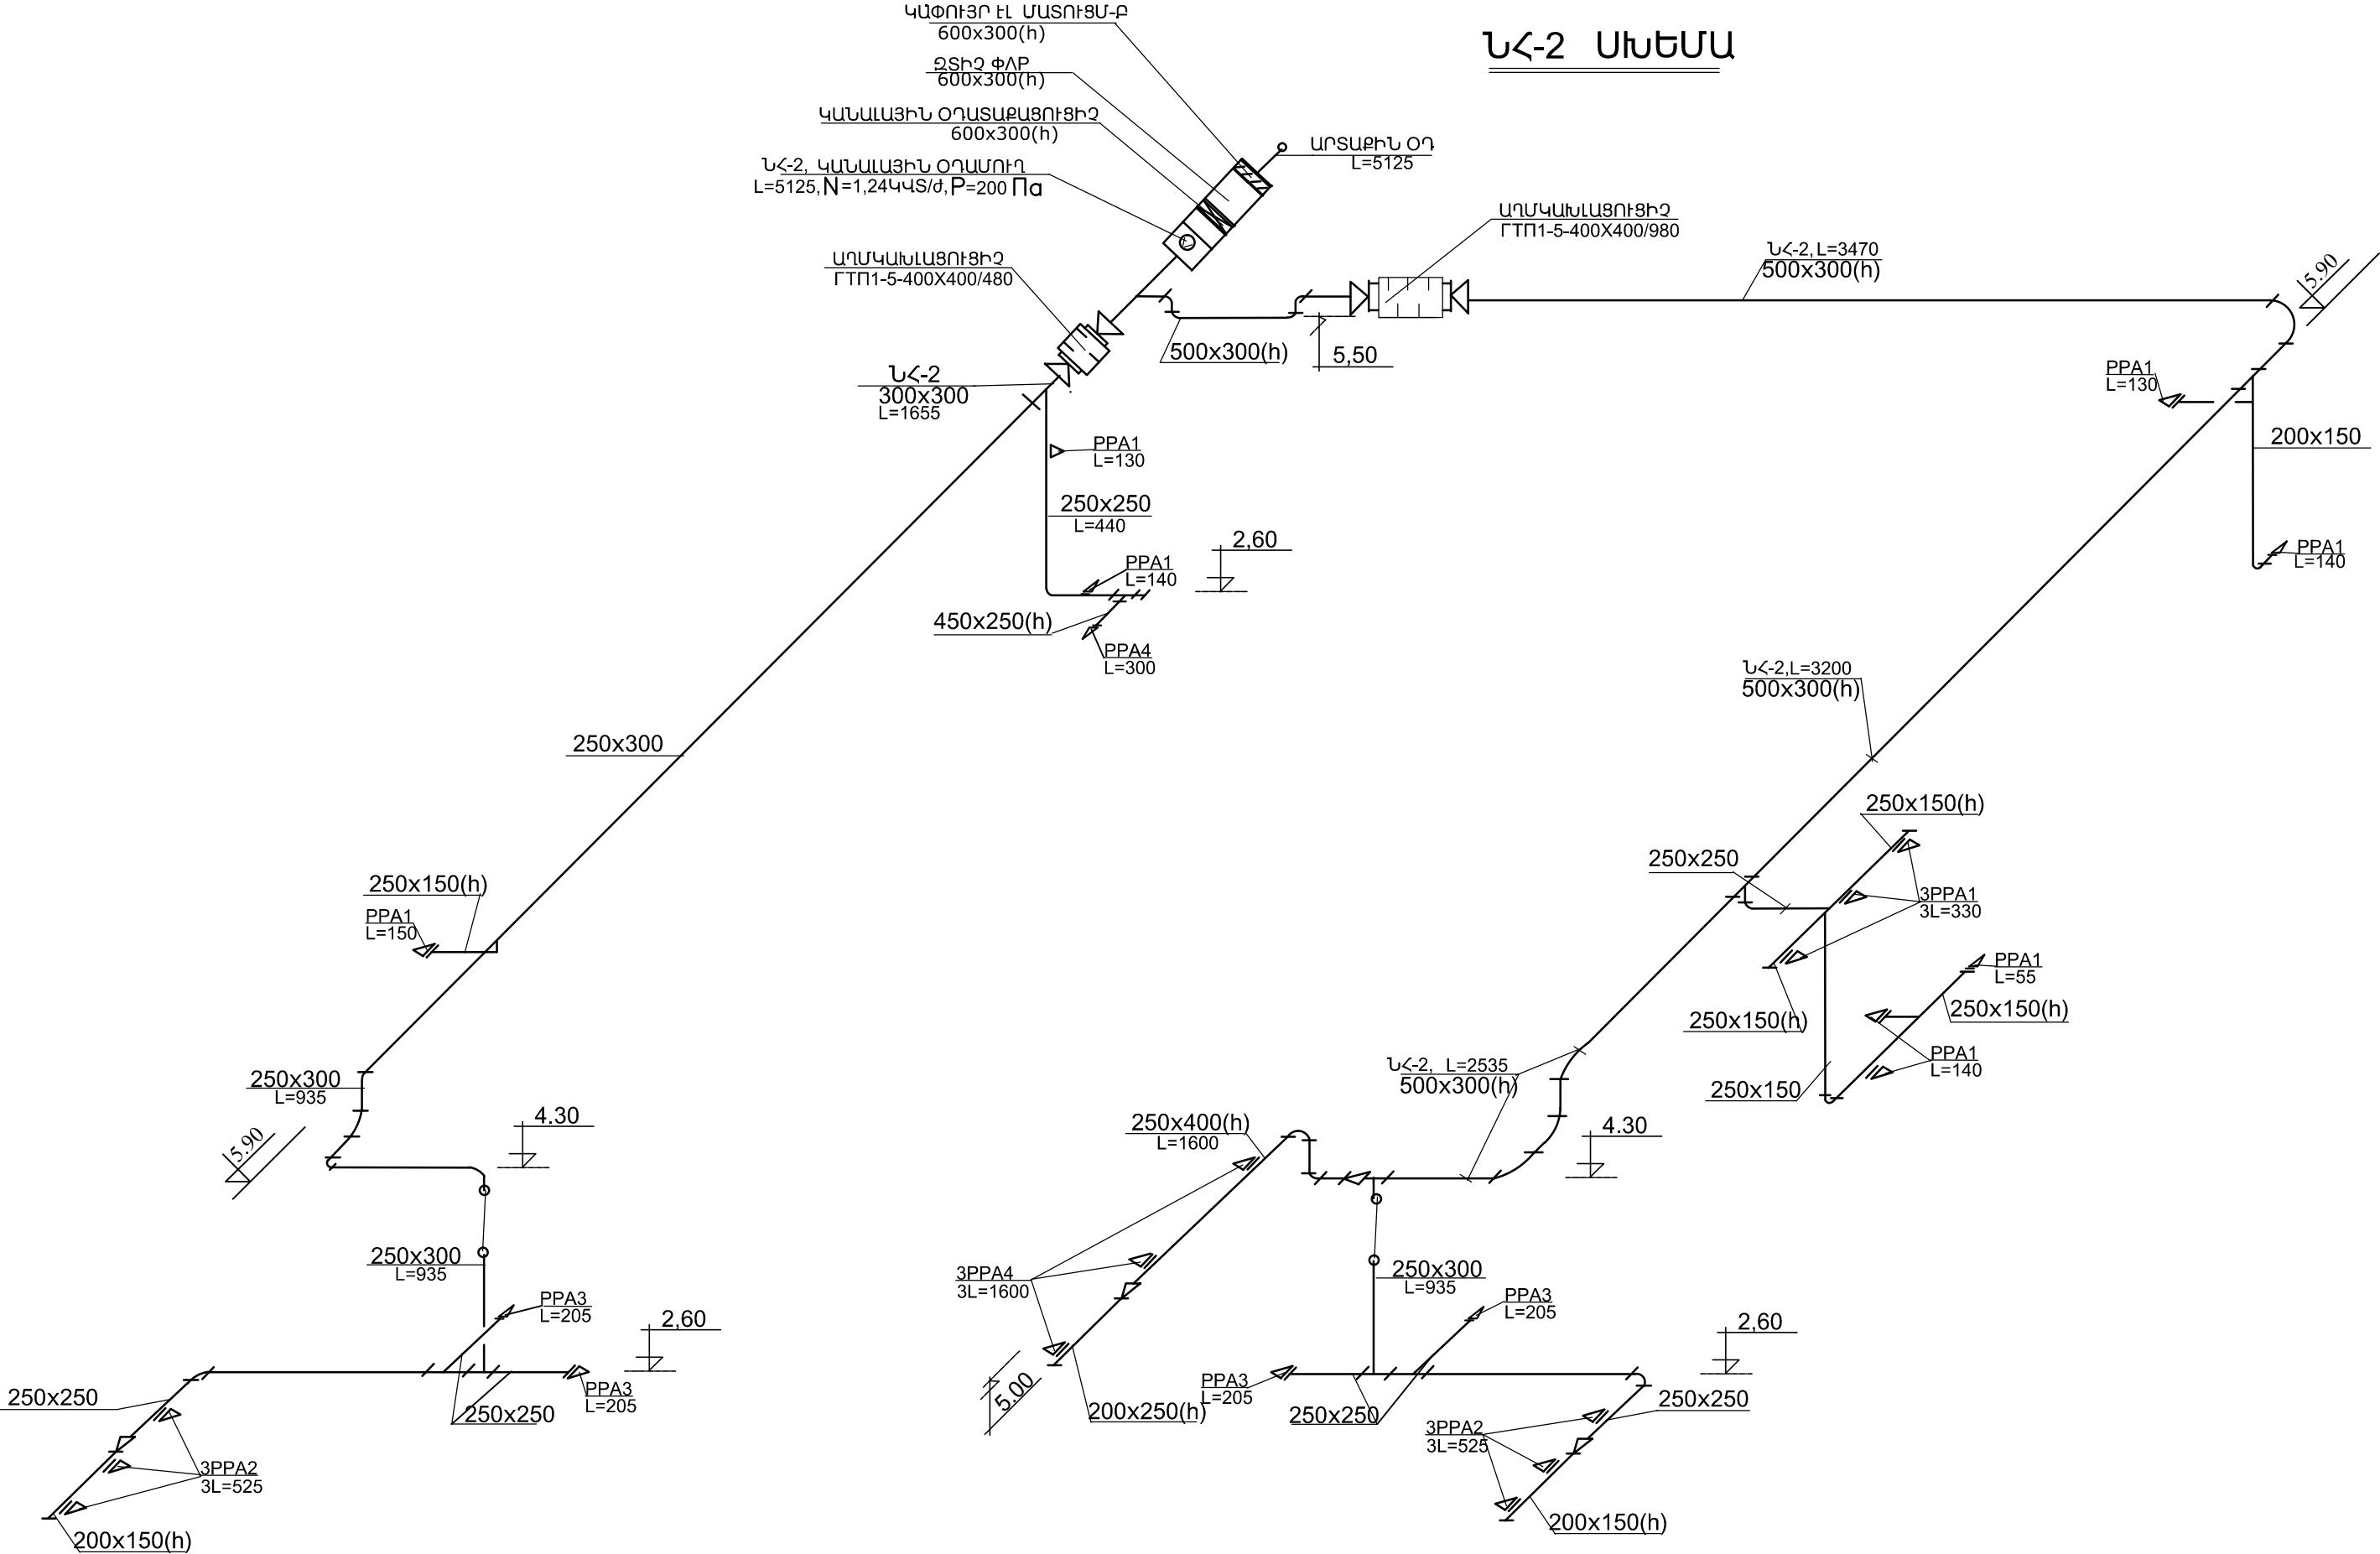 ՆՀ-2 ՍԽԵՄԱ
ԿԱՓՈՒՅՐ ԷԼ ՄԱՏՈՒՑՄ-Բ
600x300(h)
ԶՏԻՉ ՓԼՐ
600x300(h)
ԿԱՆԱԼԱՅԻՆ ՕԴԱՏԱՔԱՑՈՒՑԻՉ
600x300(h)
ՆՀ-2, ԿԱՆԱԼԱՅԻՆ ՕԴԱՄՈՒՂ
L=5125, N=1,24ԿՎՏ/Ժ, P=200 Па
ԱՐՏԱՔԻՆ ՕԴ
L=5125
ԱՂՄԿԱԽԼԱՑՈՒՑԻՉ
ГТП1-5-400X400/980
ԱՂՄԿԱԽԼԱՑՈՒՑԻՉ
ГТП1-5-400X400/480
ՆՀ-2, L=3470
500x300(h)
5.90
500x300(h)
5,50
ՆՀ-2
300x300
L=1655
PPA1
L=130
200x150
PPA1
L=140
PPA1
L=130
250x250
L=440
PPA1
L=140
2,60
450x250(h)
PPA4
L=300
ՆՀ-2,L=3200
500x300(h)
250x300
250x150(h)
250x250
3PPA1
3L=330
250x150(h)
PPA1
L=150
PPA1
L=55
250x150(h)
250x150(h)
PPA1
L=140
250x150
ՆՀ-2, L=2535
500x300(h)
250x300
L=935
5.90
4.30
250x400(h)
L=1600
4.30
250x300
L=935
PPA3
L=205
2,60
3PPA4
3L=1600
250x300
L=935
PPA3
L=205
2,60
250x250
PPA3
L=205
250x250
5.00
200x250(h)
PPA3
L=205
250x250
250x250
3PPA2
3L=525
200x150(h)
3PPA2
3L=525
200x150(h)